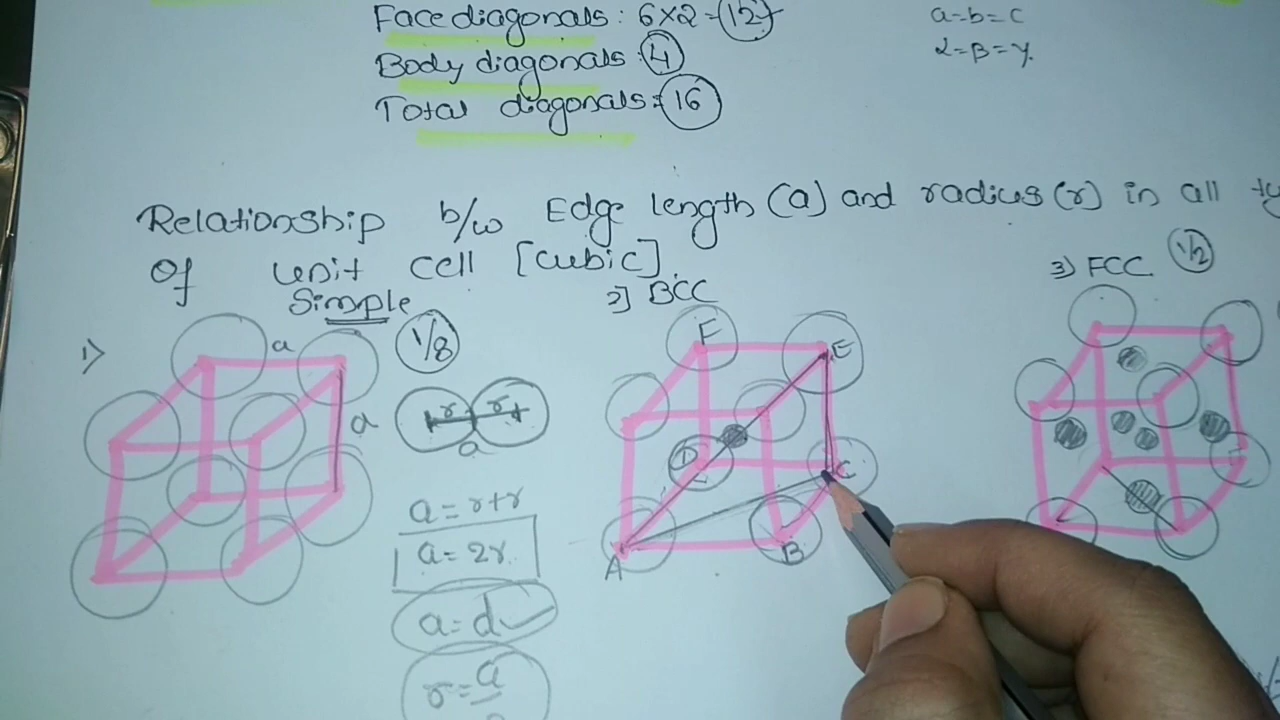 Face diagonals : 6×2 = 12
a=b=c
Body diagonals : 4
α=β=γ.
Total diagonals : 16
Relationship b/w Edge length (a) and radius (r) in all
Of unit cell [cubic].
1) Simple
1/8
2] BCC
3) FCC
1/2
a
a
r r
a
a = r+r
a = 2r
a = d
r = a
F
E
D
C
A
B